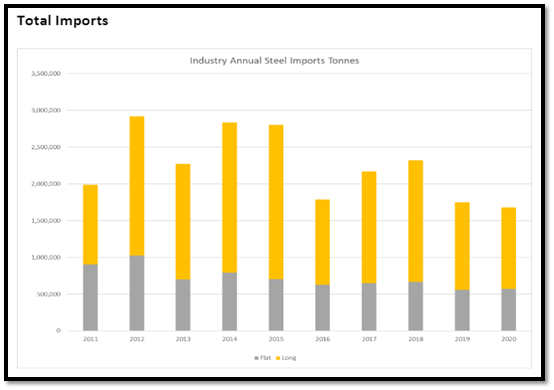 Total Imports
Industry Annual Steel Imports Tonnes
3,500,000
3,000,000
2,500,000
2,000,000
1,500,000
1,000,000
500,000
0
2011 2012 2013 2014 2015 2016 2017 2018 2019 2020
Flat Long